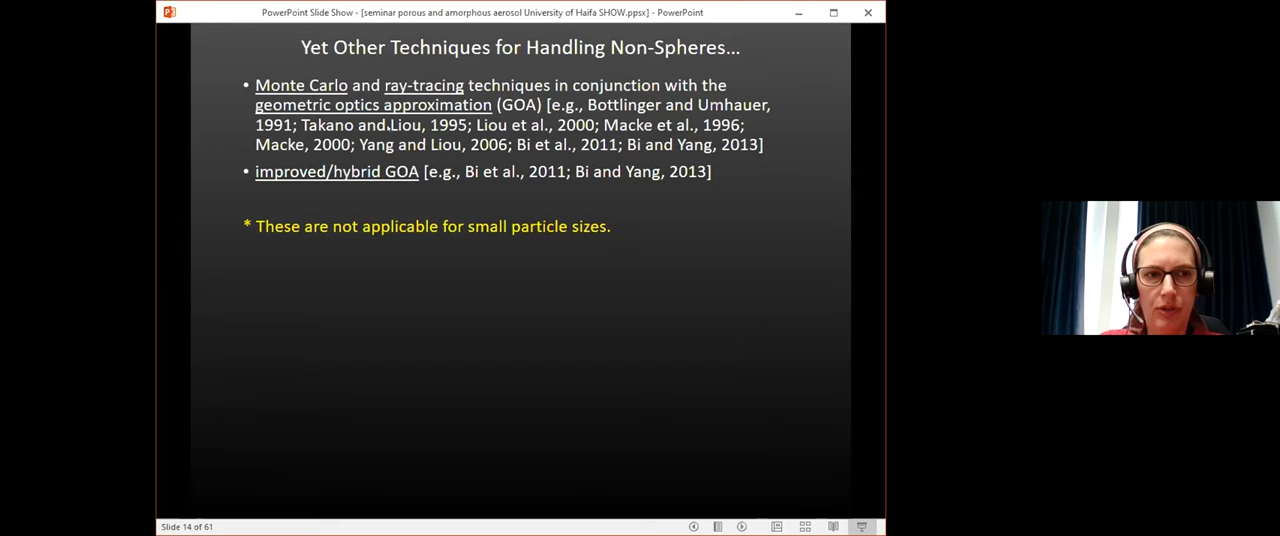 PowerPoint Slide Show - [seminar porous and amorphous aerosol University of Haifa SHOW.ppsx] - PowerPoint
Yet Other Techniques for Handling Non-Spheres…
• Monte Carlo and ray-tracing techniques in conjunction with the
geometric optics approximation (GOA) [e.g., Bottlinger and Umhauer,
1991; Takano and Liou, 1995; Liou et al., 2000; Macke et al., 1996;
Macke, 2000; Yang and Liou, 2006; Bi et al., 2011; Bi and Yang, 2013]
• improved/hybrid GOA [e.g., Bi et al., 2011; Bi and Yang, 2013]
* These are not applicable for small particle sizes.
Slide 14 of 61